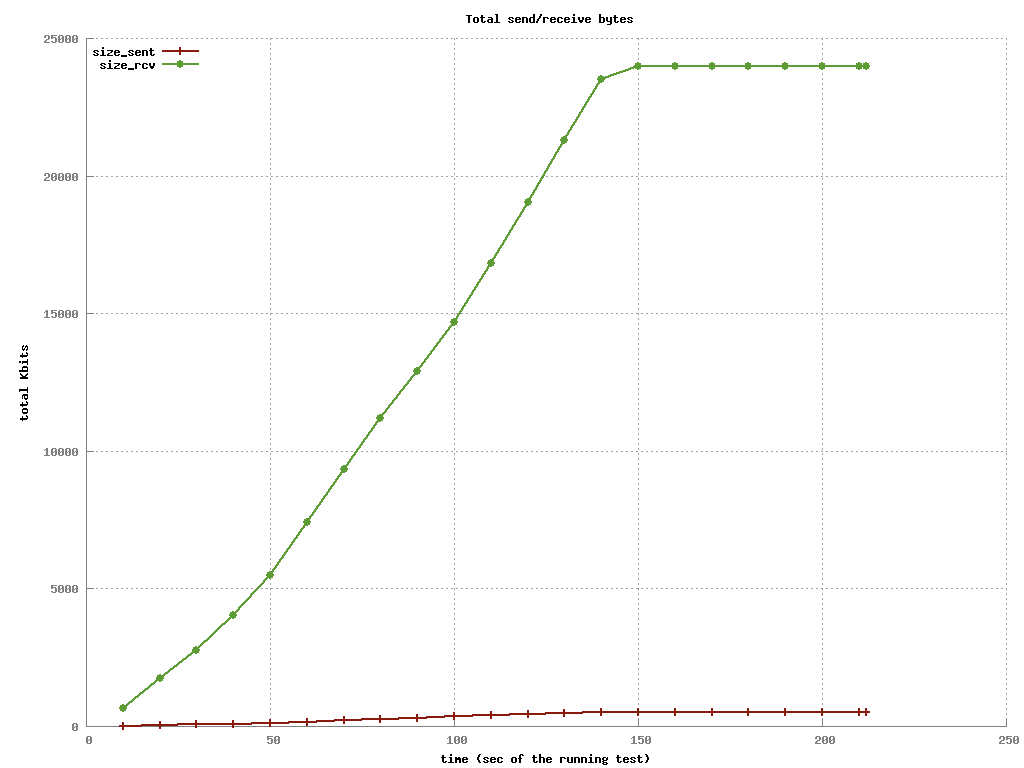 Total send/receive bytes
25000
size_sent
size_rcv
20000
15000
total Kbits
10000
5000
0
0 50 100 150 200 250
time (sec of the running test)